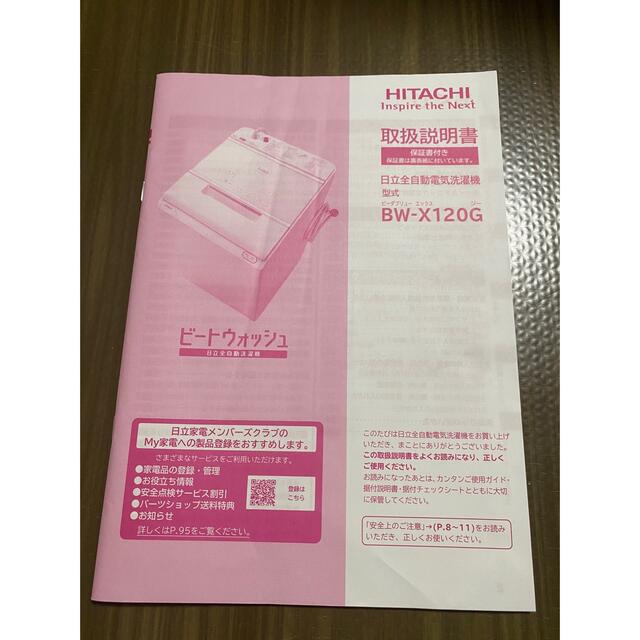 HITACHI
Inspire the Next
取扱説明書
保証書付き
保証書は裏表紙に付いています。
日立全自動電気洗濯機
型式
ビーダブリュー エックス ジー
BW-X120G
ビートウォッシュ
日立全自動洗濯機
日立家電メンバーズクラブの
My家電への製品登録をおすすめします。
さまざまなサービスをご利用いただけます。
●家電品の登録・管理
●お役立ち情報
●安全点検サービス割引
●パーツショップ送料特典
●お知らせ
登録は
こちら
詳しくはP.95をご覧ください。
このたびは日立全自動電気洗濯機をお買い上げ
いただき、まことにありがとうございました。
この取扱説明書をよくお読みになり、正しく
ご使用ください。
お読みになったあとは、カンタンご使用ガイド・
据付説明書・据付チェックシートとともに大切
に保管してください。
「安全上のご注意」→(P.8~11)をお読み
いただき、正しくお使いください。